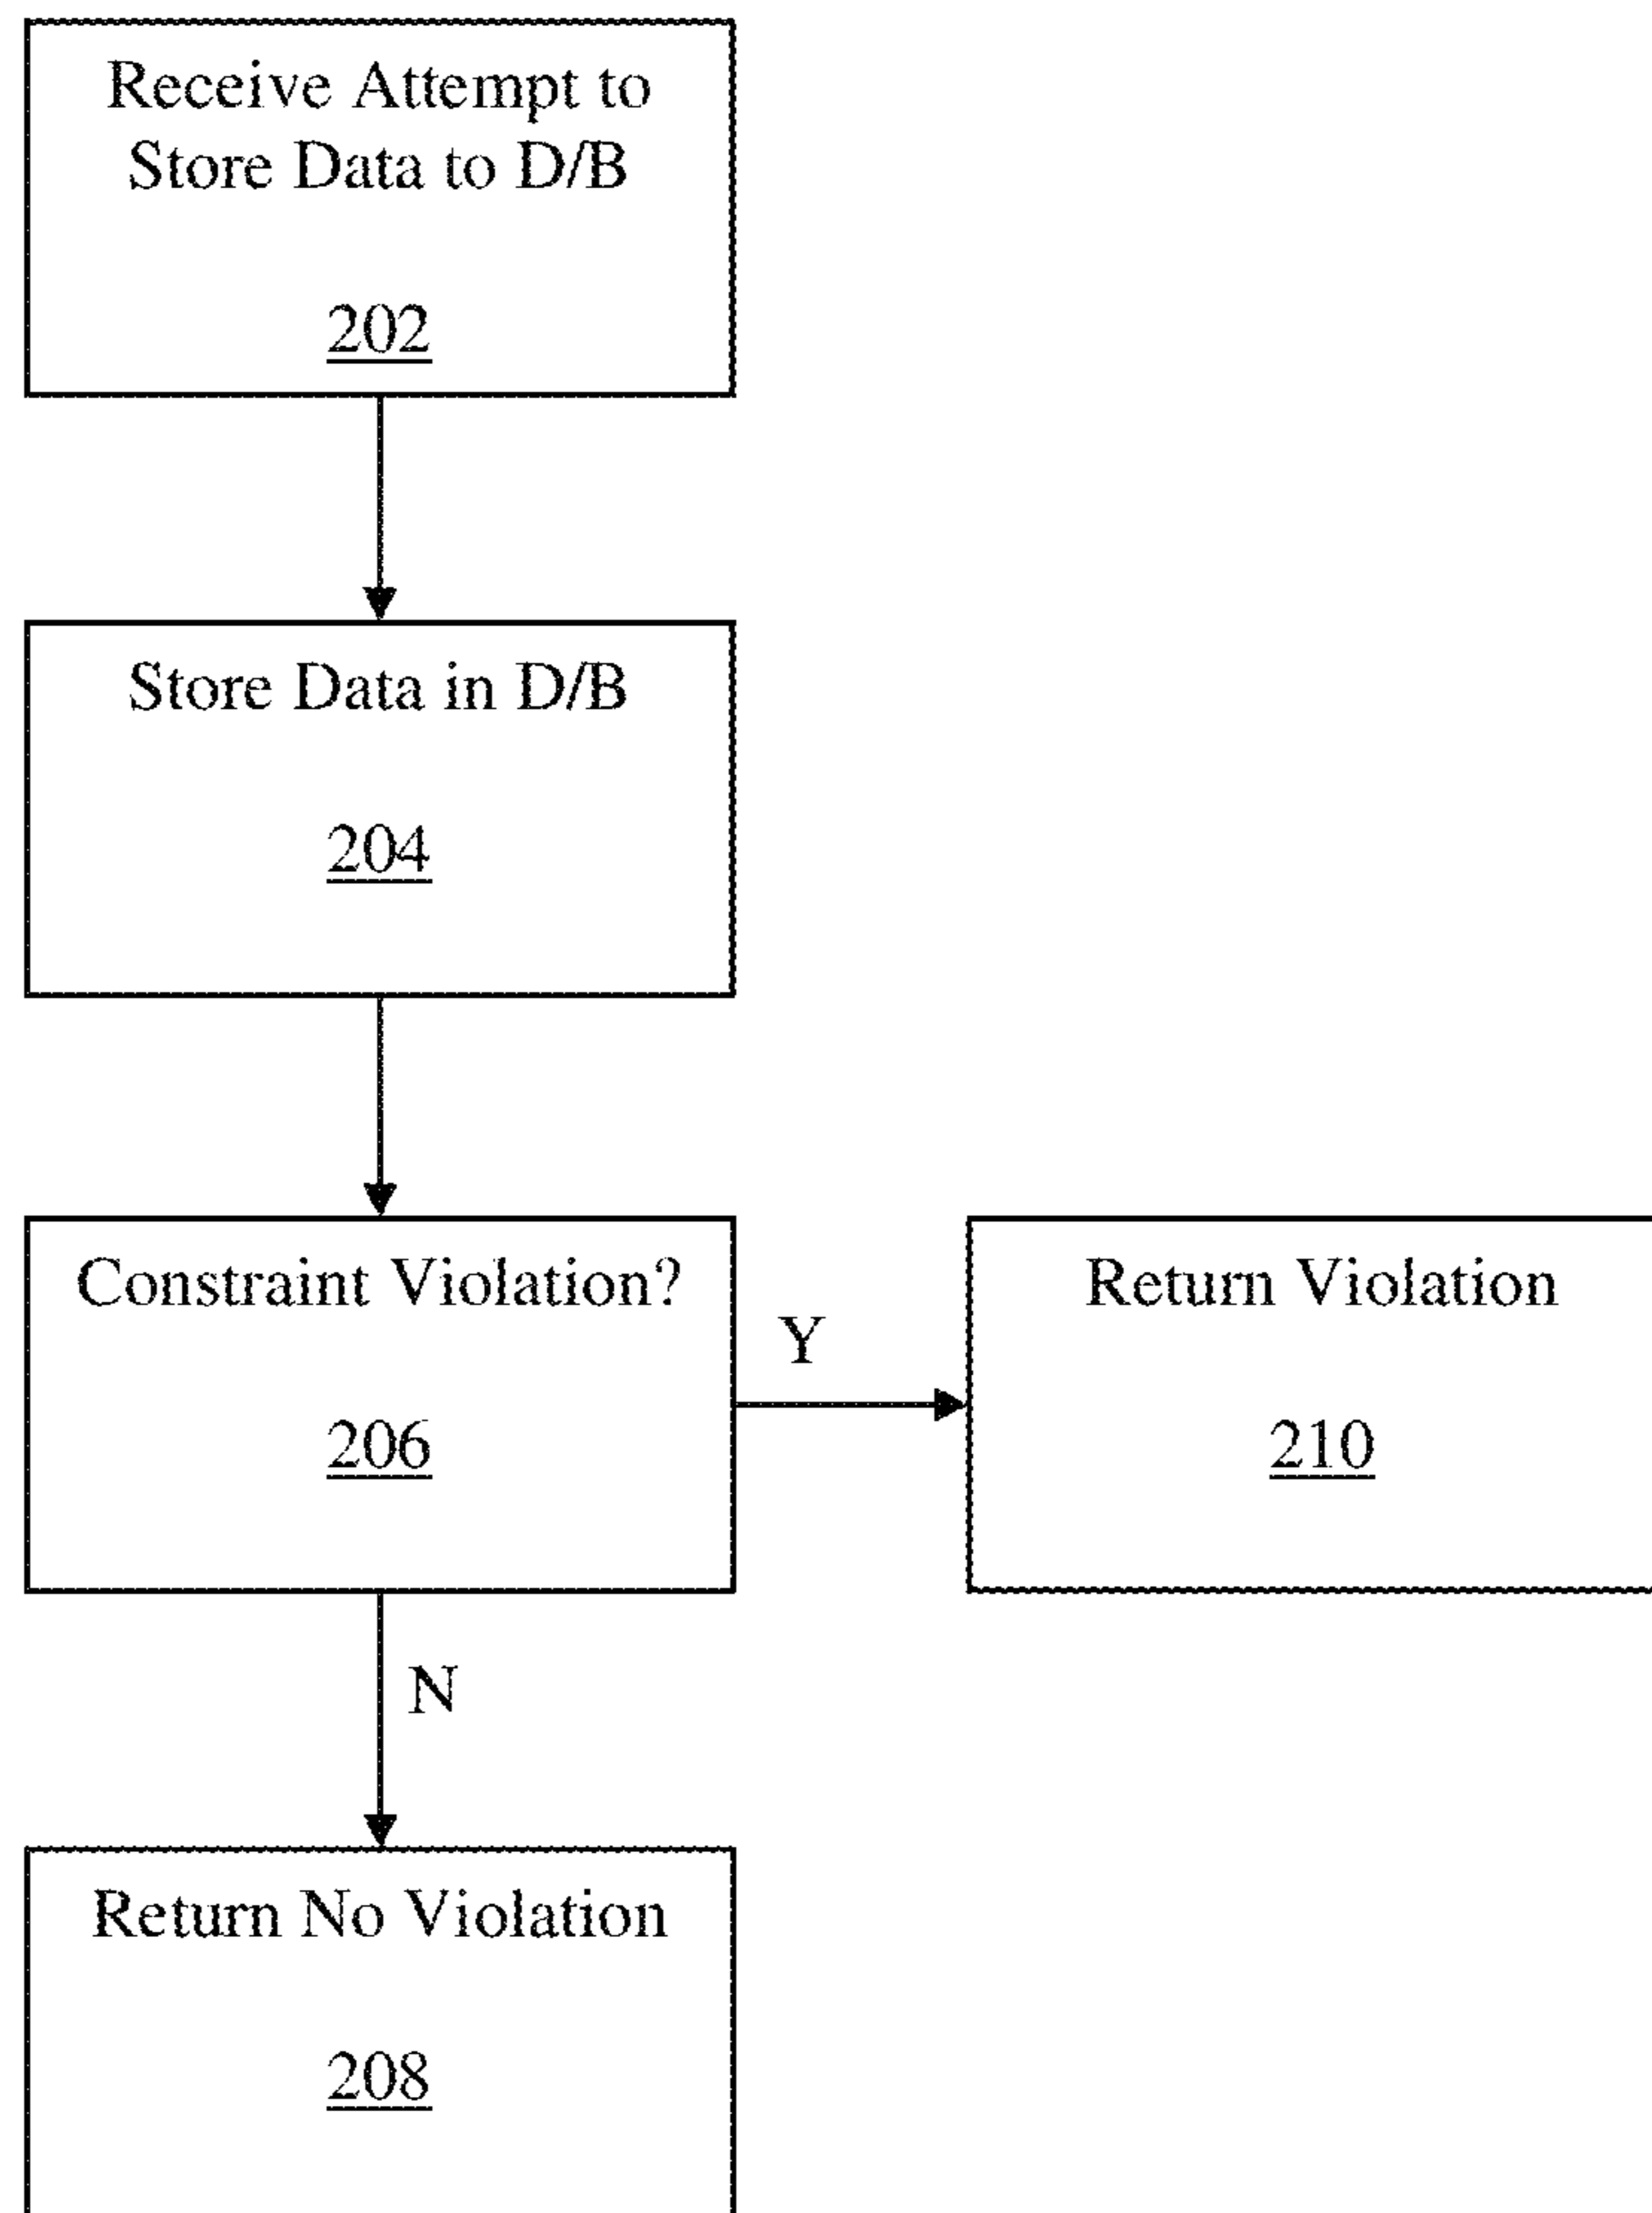 Receive Attempt to
Store Data to D/B
202
Store Data in D/B
204
Constraint Violation?
206
Y
Return Violation
210
N
Return No Violation
208